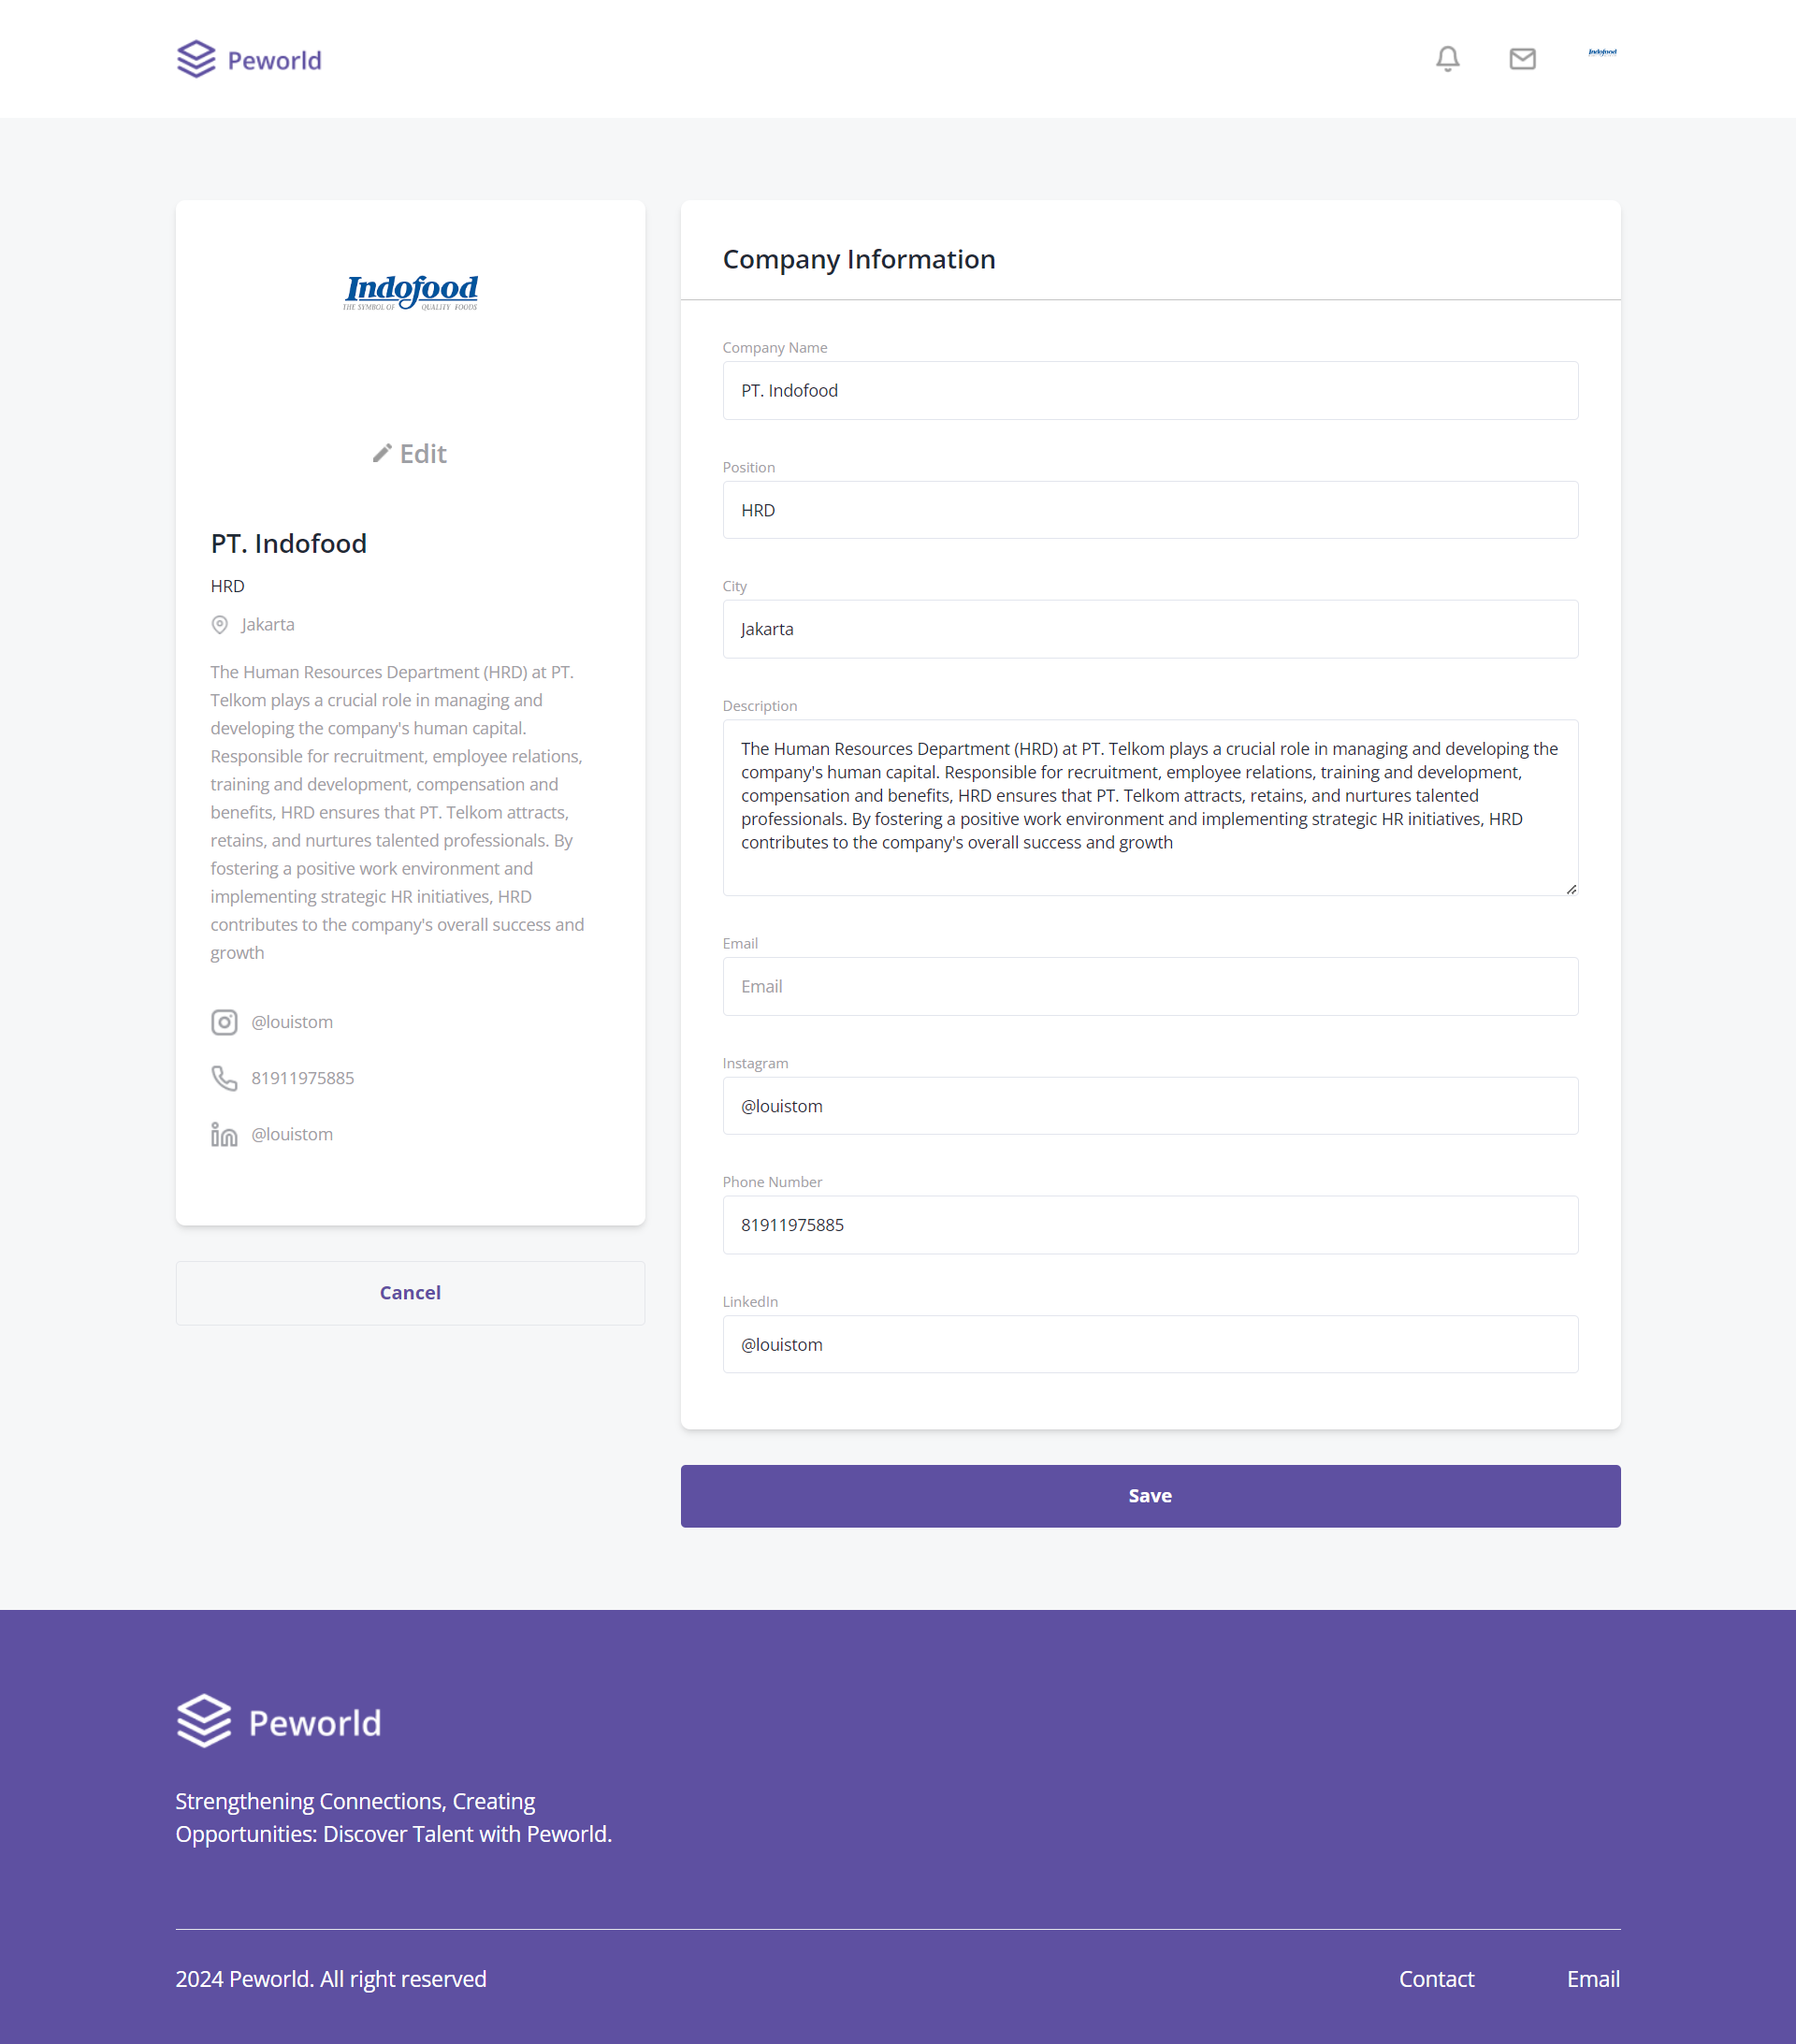 Peworld
Indofood
Indofood
THE SYMBOL OF QUALITY FOODS
Edit
PT. Indofood
HRD
Jakarta
The Human Resources Department (HRD) at PT.
Telkom plays a crucial role in managing and
developing the company's human capital.
Responsible for recruitment, employee relations,
training and development, compensation and
benefits, HRD ensures that PT. Telkom attracts,
retains, and nurtures talented professionals. By
fostering a positive work environment and
implementing strategic HR initiatives, HRD
contributes to the company's overall success and
growth
@louistom
81911975885
@louistom
Cancel
Company Information
Company Name
PT. Indofood
Position
HRD
City
Jakarta
Description
The Human Resources Department (HRD) at PT. Telkom plays a crucial role in managing and developing the
company's human capital. Responsible for recruitment, employee relations, training and development,
compensation and benefits, HRD ensures that PT. Telkom attracts, retains, and nurtures talented
professionals. By fostering a positive work environment and implementing strategic HR initiatives, HRD
contributes to the company's overall success and growth
Email
Email
Instagram
@louistom
Phone Number
81911975885
LinkedIn
@louistom
Save
Peworld
Strengthening Connections, Creating
Opportunities: Discover Talent with Peworld.
2024 Peworld. All right reserved
Contact
Email